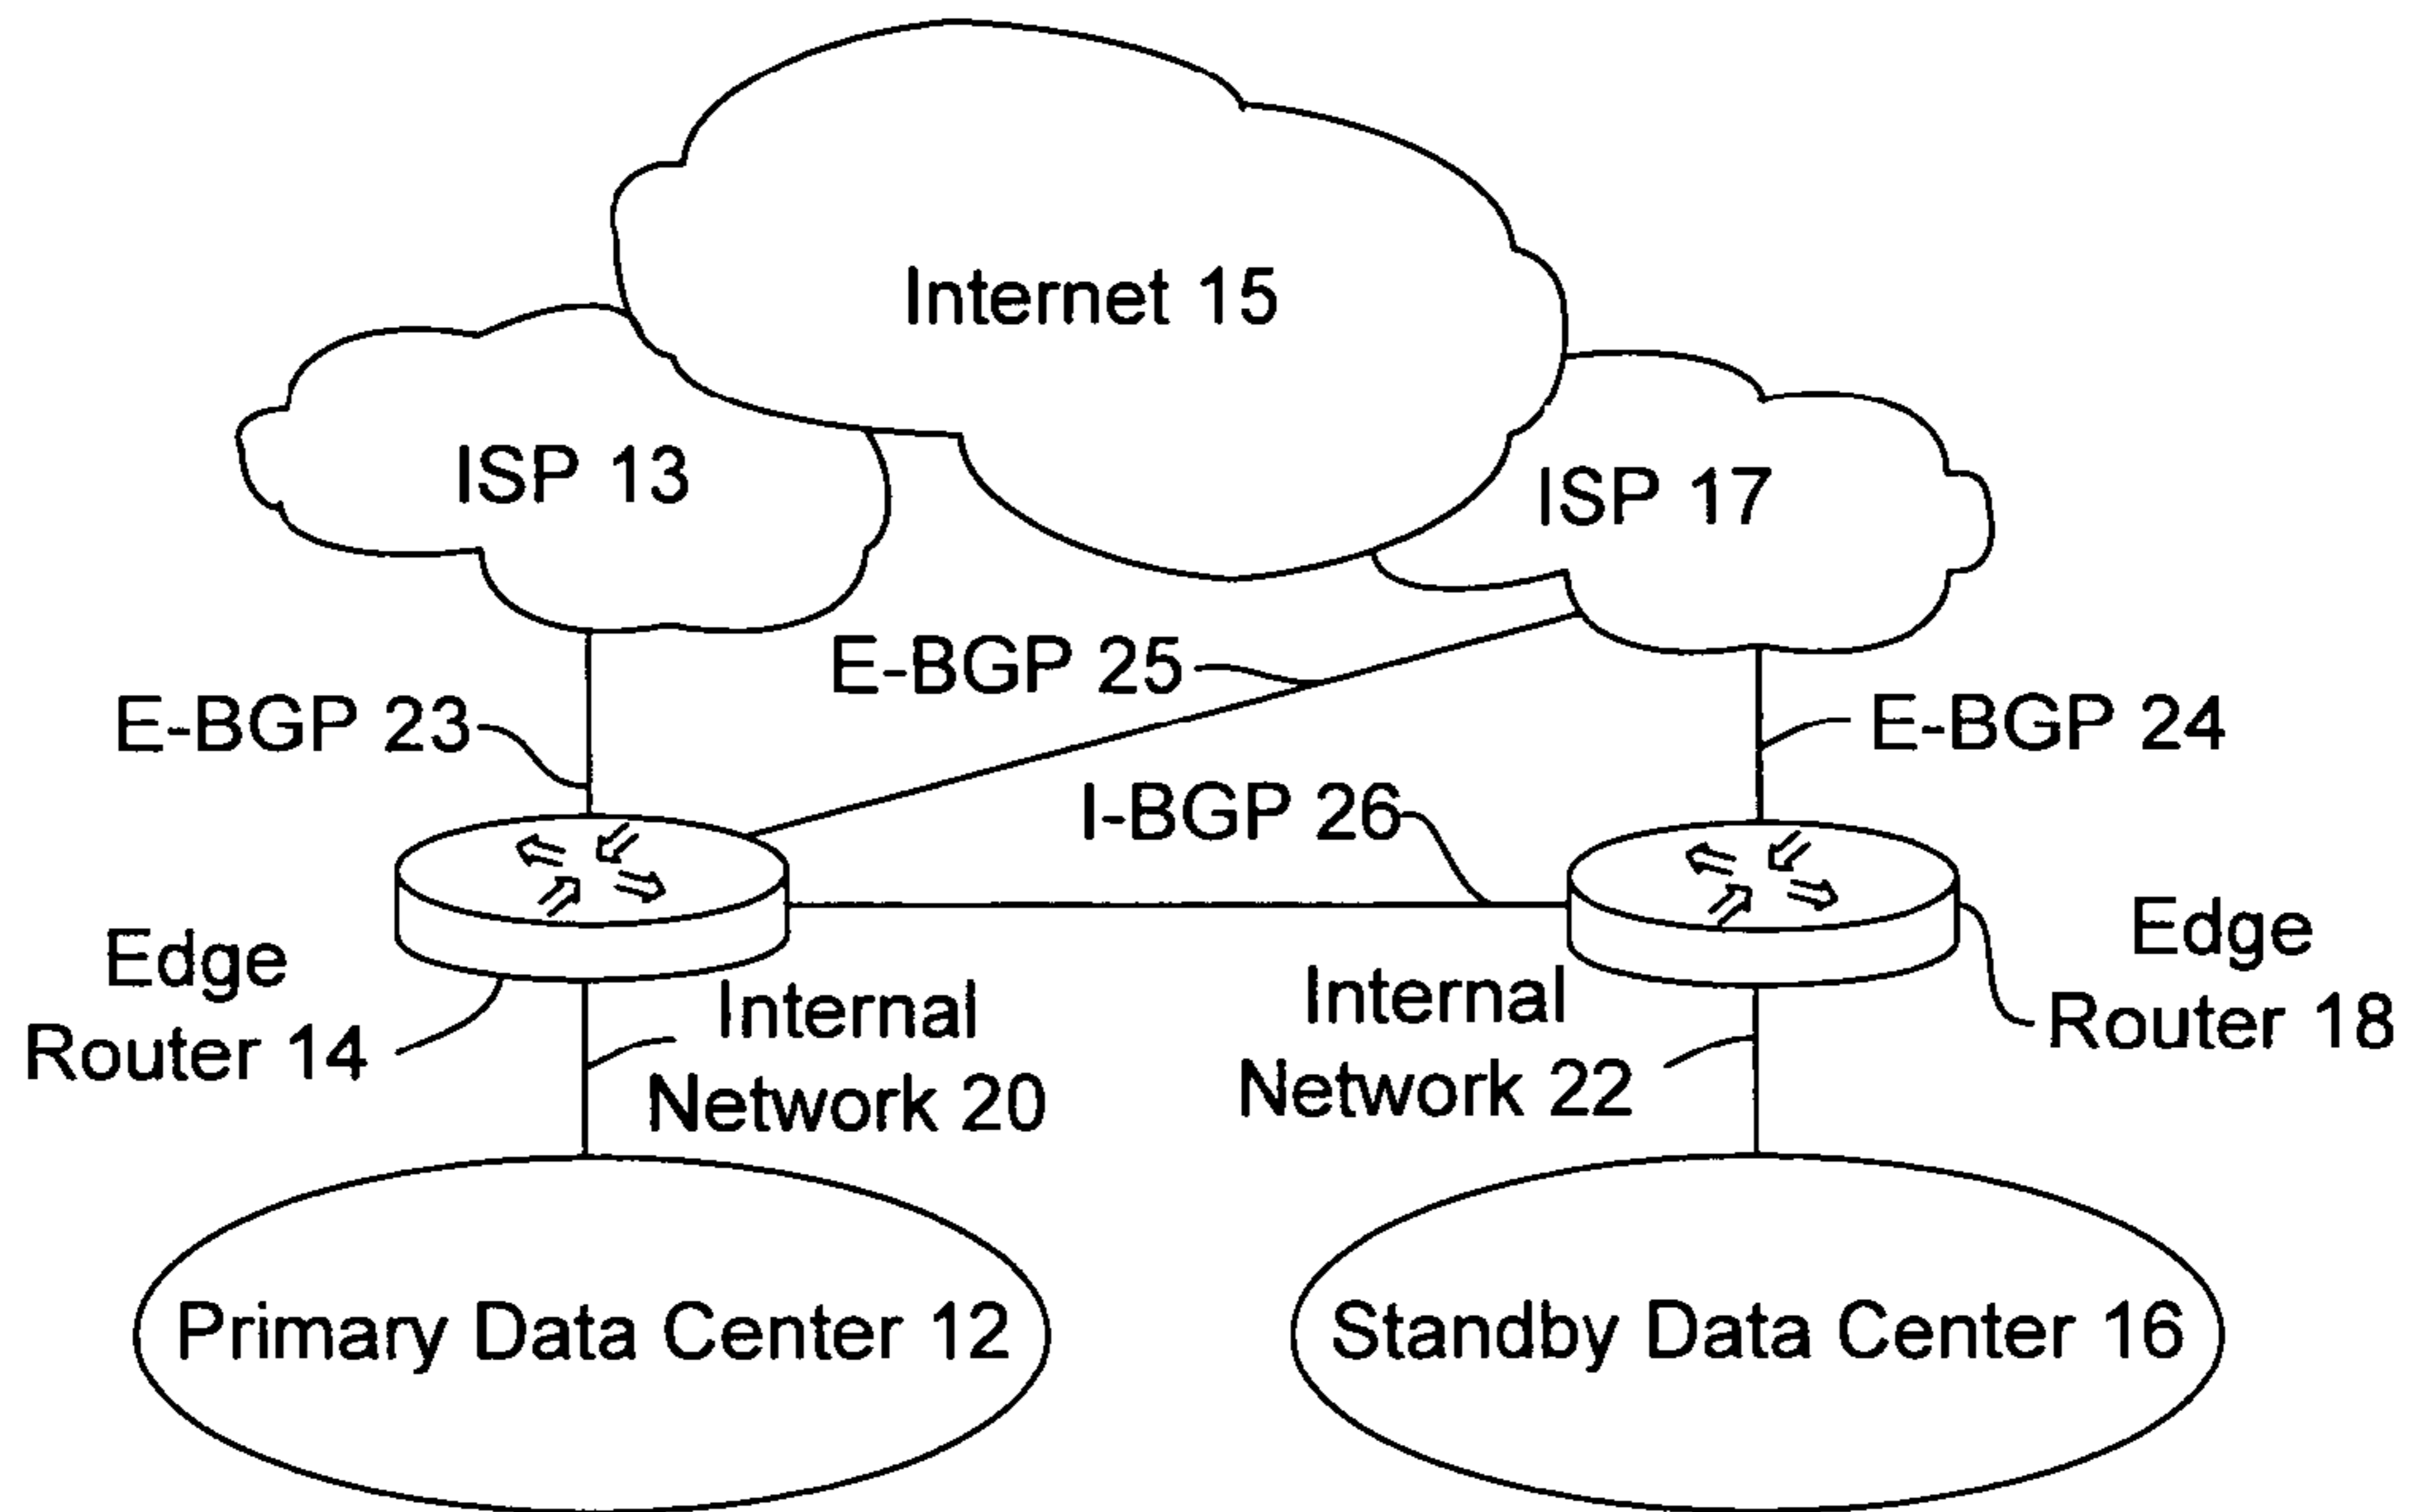 Internet 15
ISP 13
ISP 17
E-BGP 25
E-BGP 23
E-BGP 24
I-BGP 26
Edge
Router 14
Internal
Network 20
Internal
Network 22
Edge
Router 18
Primary Data Center 12
Standby Data Center 16